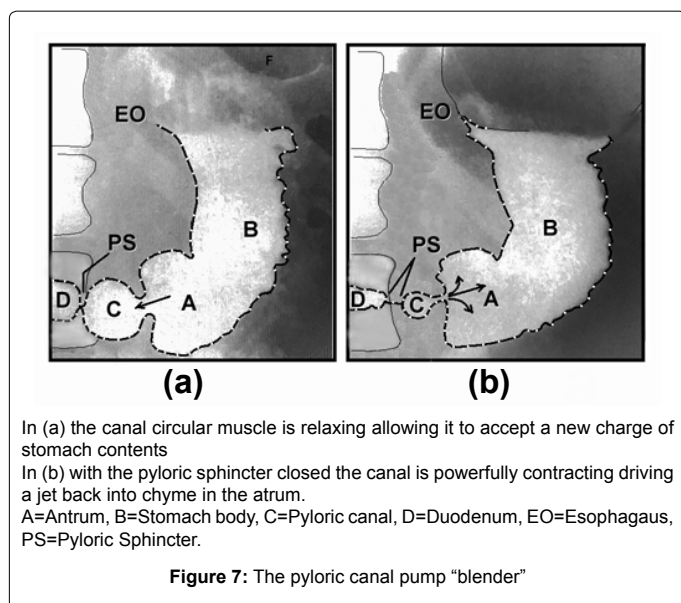 F
EO
B
PS
D
C
A
(a)
EO
B
PS
D
C
A
(b)
In (a) the canal circular muscle is relaxing allowing it to accept a new charge of
stomach contents
In (b) with the pyloric sphincter closed the canal is powerfully contracting driving
a jet back into chyme in the atrum.
A=Antrum, B=Stomach body, C=Pyloric canal, D=Duodenum, EO=Esophagaus,
PS=Pyloric Sphincter.
Figure 7: The pyloric canal pump “blender”